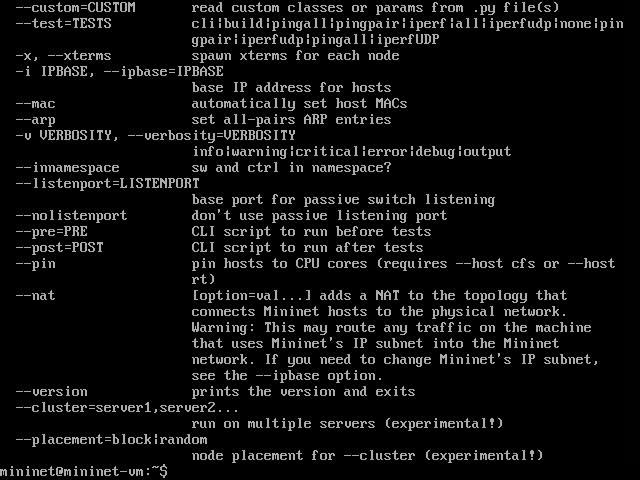 --custom=CUSTOM       read custom classes or params from .py file(s)
--test=TESTS          cli|build|pingall|pingpair|iperf|all|iperfudp|none|pin
                      gpair|iperfudp|pingall|iperfUDP
-x, --xterms          spawn xterms for each node
-i IPBASE, --ipbase=IPBASE
                      base IP address for hosts
--mac                 automatically set host MACs
--arp                 set all-pairs ARP entries
-v VERBOSITY, --verbosity=VERBOSITY
                      info|warning|critical|error|debug|output
--innamespace         sw and ctrl in namespace?
--listenport=LISTENPORT
                      base port for passive switch listening
--nolistenport        don't use passive listening port
--pre=PRE             CLI script to run before tests
--post=POST           CLI script to run after tests
--pin                 pin hosts to CPU cores (requires --host cfs or --host
                      rt)
--nat                 [option=val...] adds a NAT to the topology that
                      connects Mininet hosts to the physical network.
                      Warning: This may route any traffic on the machine
                      that uses Mininet's IP subnet into the Mininet
                      network. If you need to change Mininet's IP subnet,
                      see the --ipbase option.
--version             prints the version and exits
--cluster=server1,server2...
                      run on multiple servers (experimental!)
--placement=block|random
                      node placement for --cluster (experimental!)
mininet@mininet-vm:~$